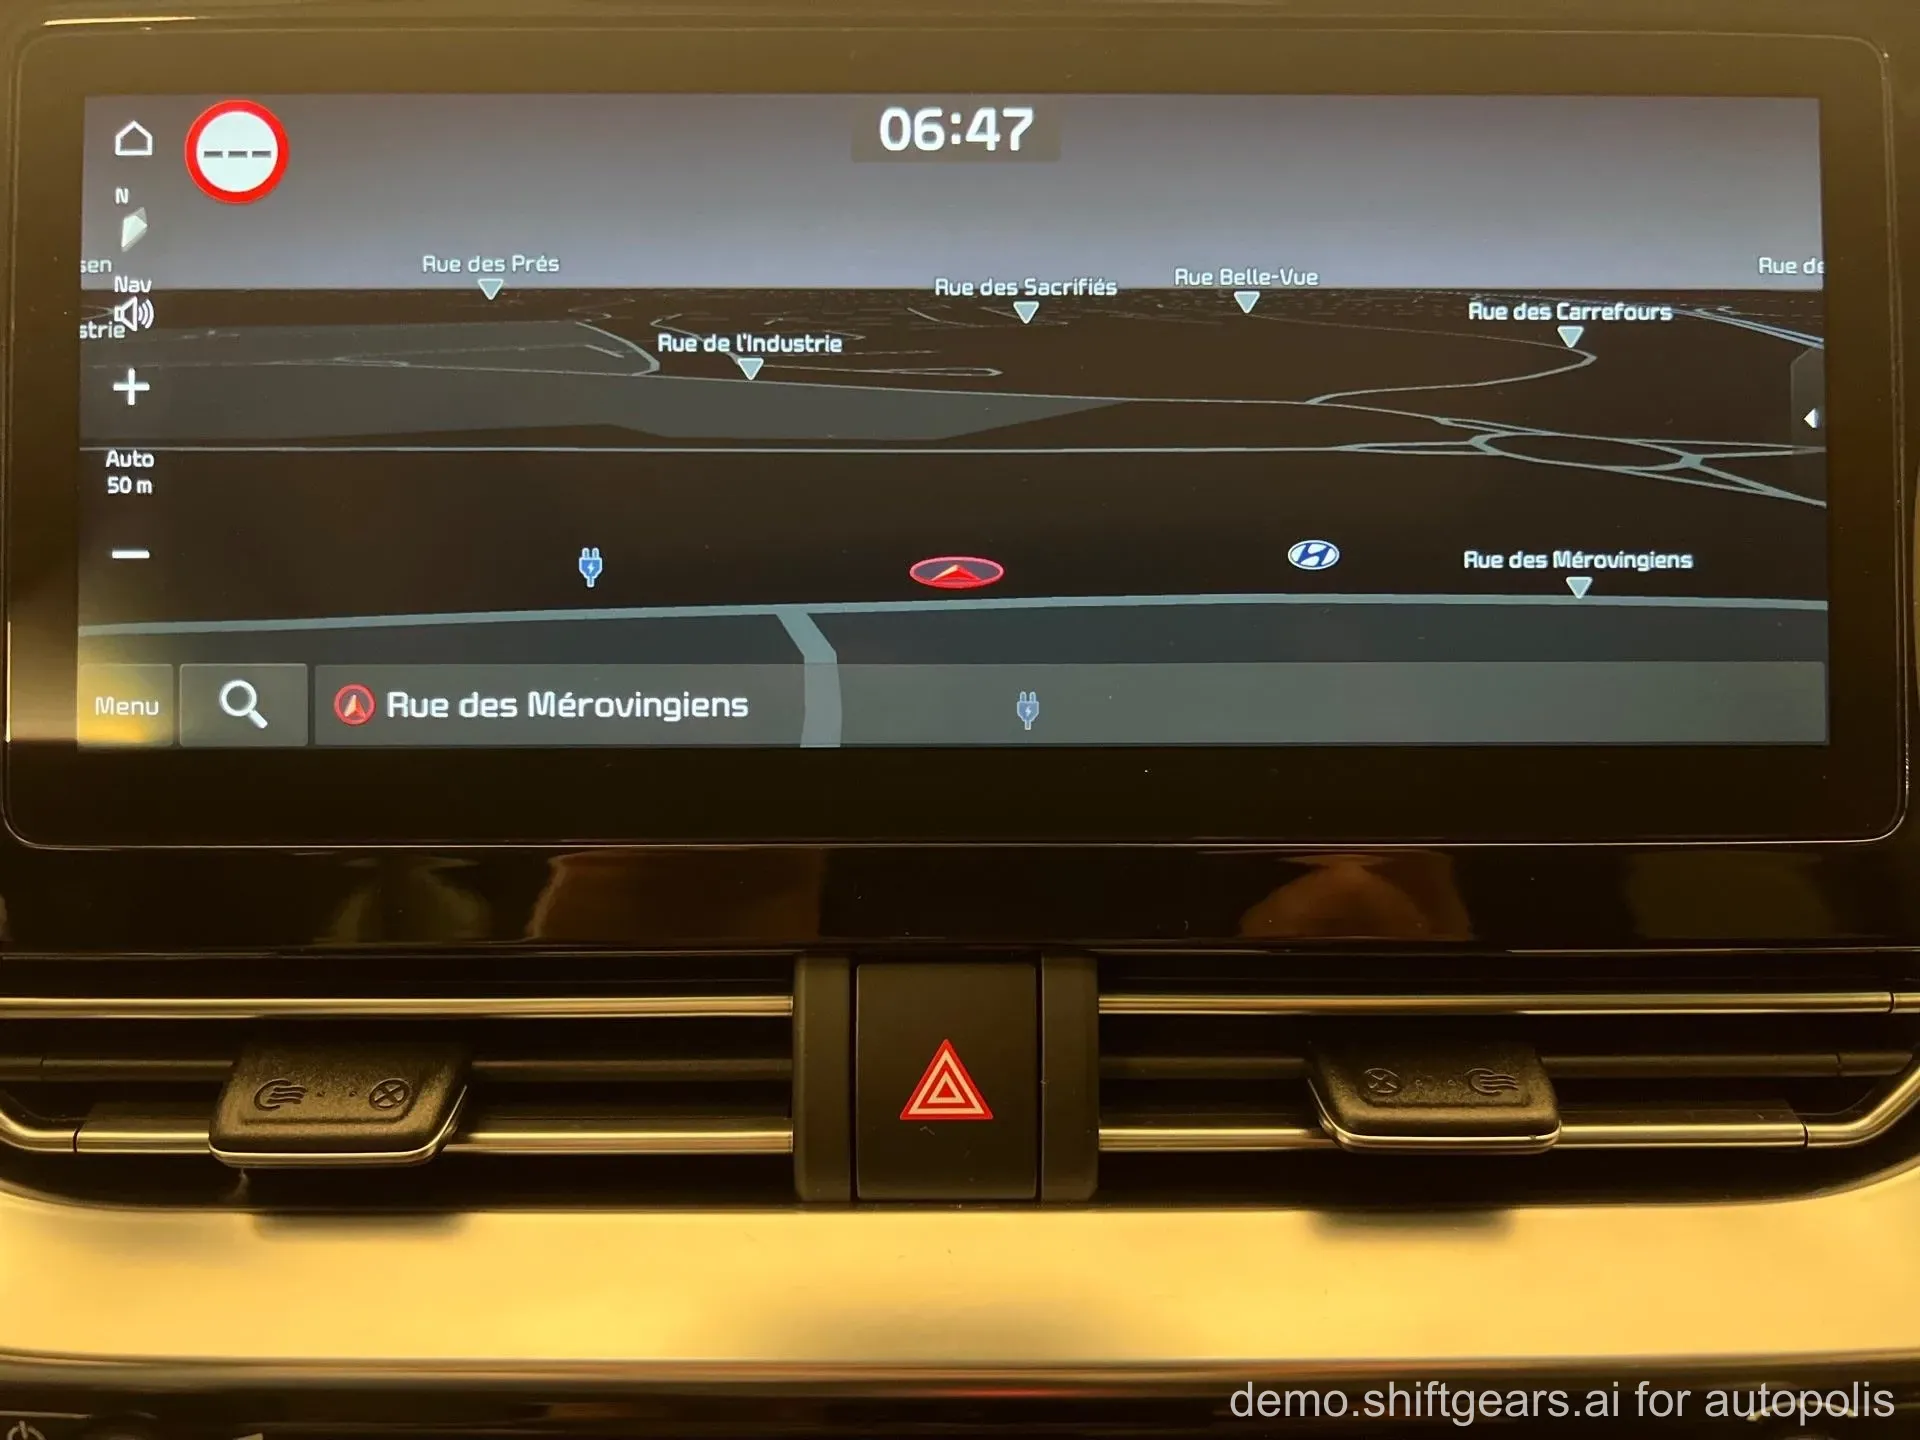 06:47
N
Rue des Prés
sen
Nav
Rue des Sacrifiés
Rue Belle-Vue
Rue de
strie
Rue de l'Industrie
Rue des Carrefours
Auto
50 m
Rue des Mérovingiens
Menu
Rue des Mérovingiens
demo.shiftgears.ai for autopolis